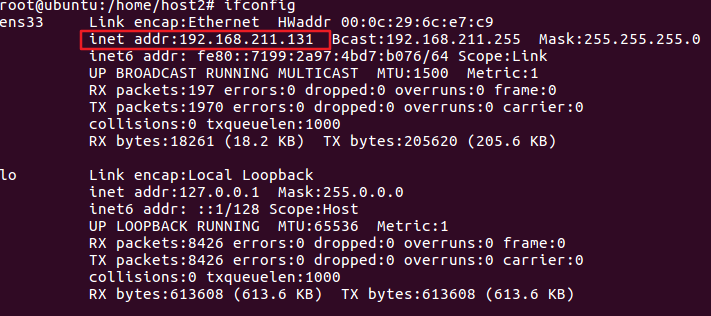 root@ubuntu:/home/host2# ifconfig
ens33     Link encap:Ethernet  HWaddr 00:0c:29:6c:e7:c9
          inet addr:192.168.211.131  Bcast:192.168.211.255  Mask:255.255.255.0
          inet6 addr: fe80::7199:2a97:4bd7:b076/64 Scope:Link
          UP BROADCAST RUNNING MULTICAST  MTU:1500  Metric:1
          RX packets:197 errors:0 dropped:0 overruns:0 frame:0
          TX packets:1970 errors:0 dropped:0 overruns:0 carrier:0
          collisions:0 txqueuelen:1000
          RX bytes:18261 (18.2 KB)  TX bytes:205620 (205.6 KB)

lo        Link encap:Local Loopback
          inet addr:127.0.0.1  Mask:255.0.0.0
          inet6 addr: ::1/128 Scope:Host
          UP LOOPBACK RUNNING  MTU:65536  Metric:1
          RX packets:8426 errors:0 dropped:0 overruns:0 frame:0
          TX packets:8426 errors:0 dropped:0 overruns:0 carrier:0
          collisions:0 txqueuelen:1000
          RX bytes:613608 (613.6 KB)  TX bytes:613608 (613.6 KB)